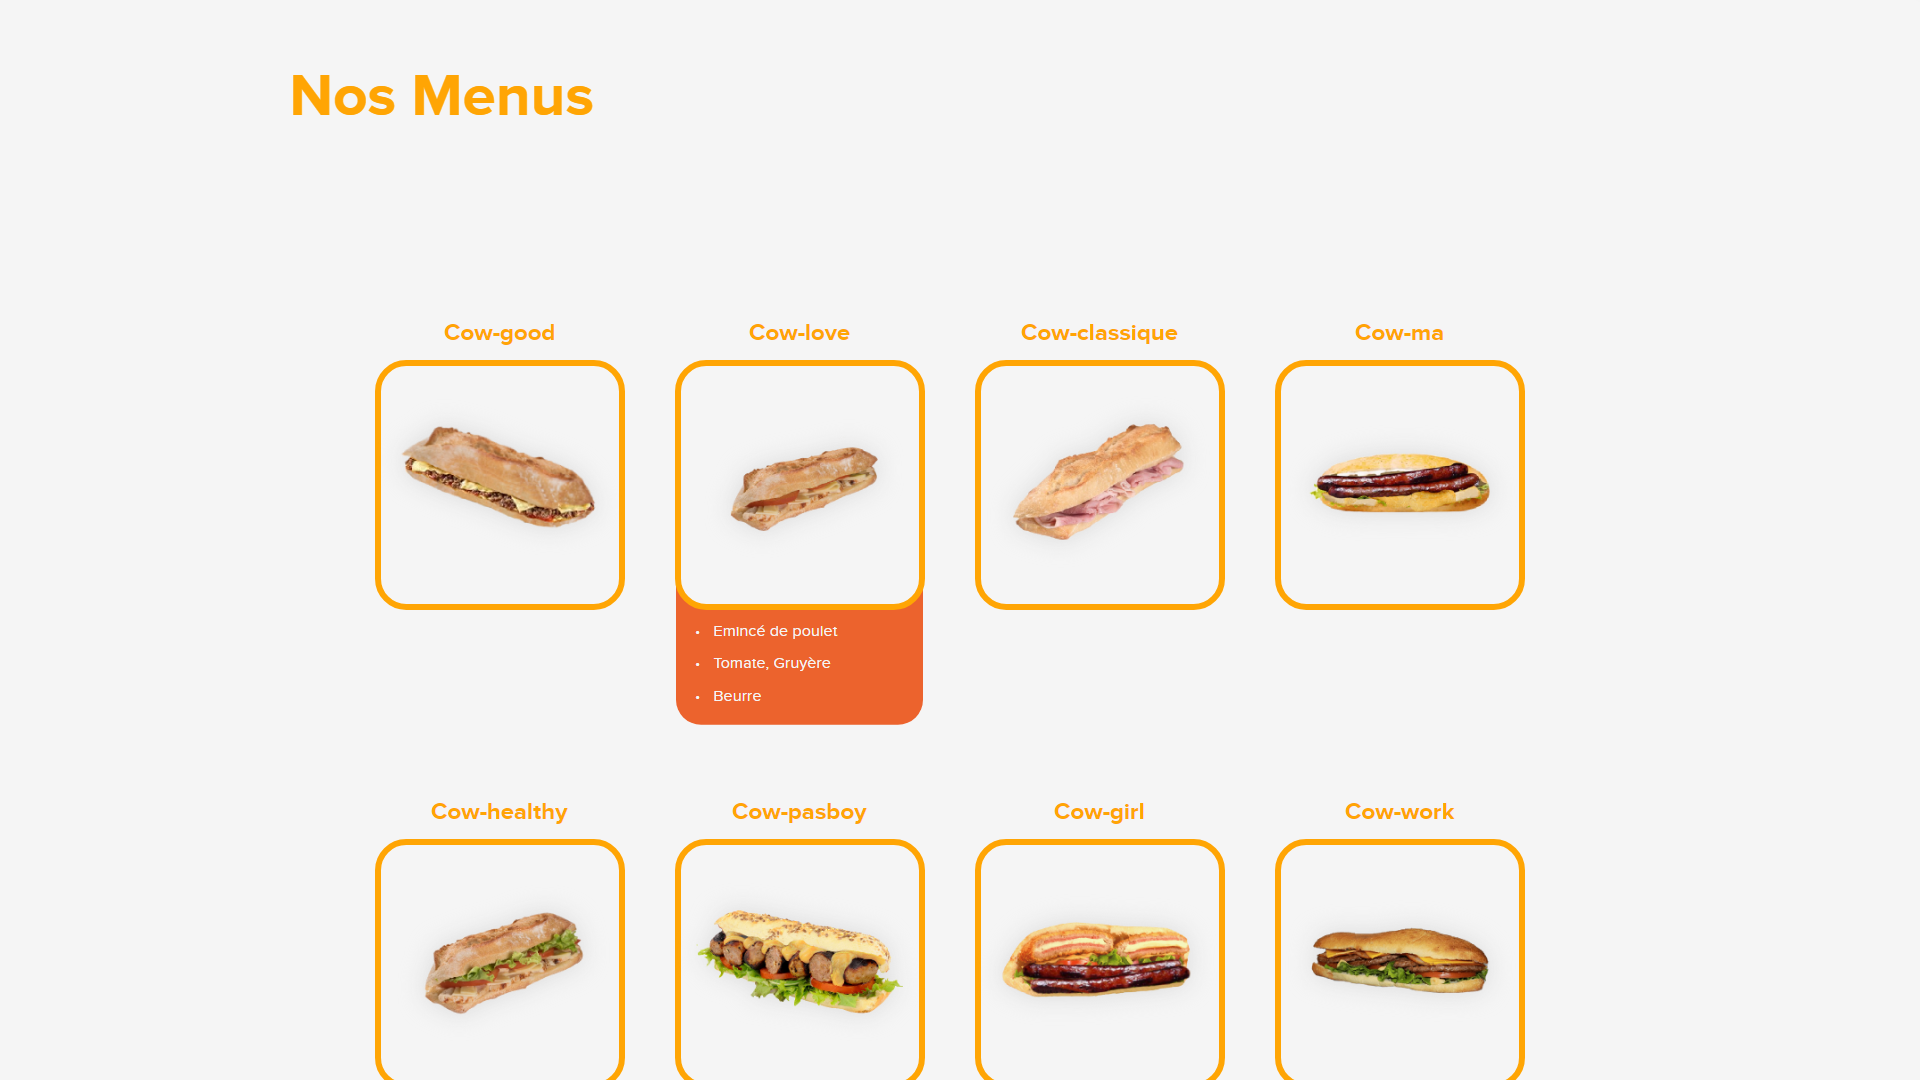 Nos Menus
Cow-good
Cow-love
Cow-classique
Cow-ma
• Emincé de poulet
• Tomate, Gruyère
• Beurre
Cow-healthy
Cow-pasboy
Cow-girl
Cow-work